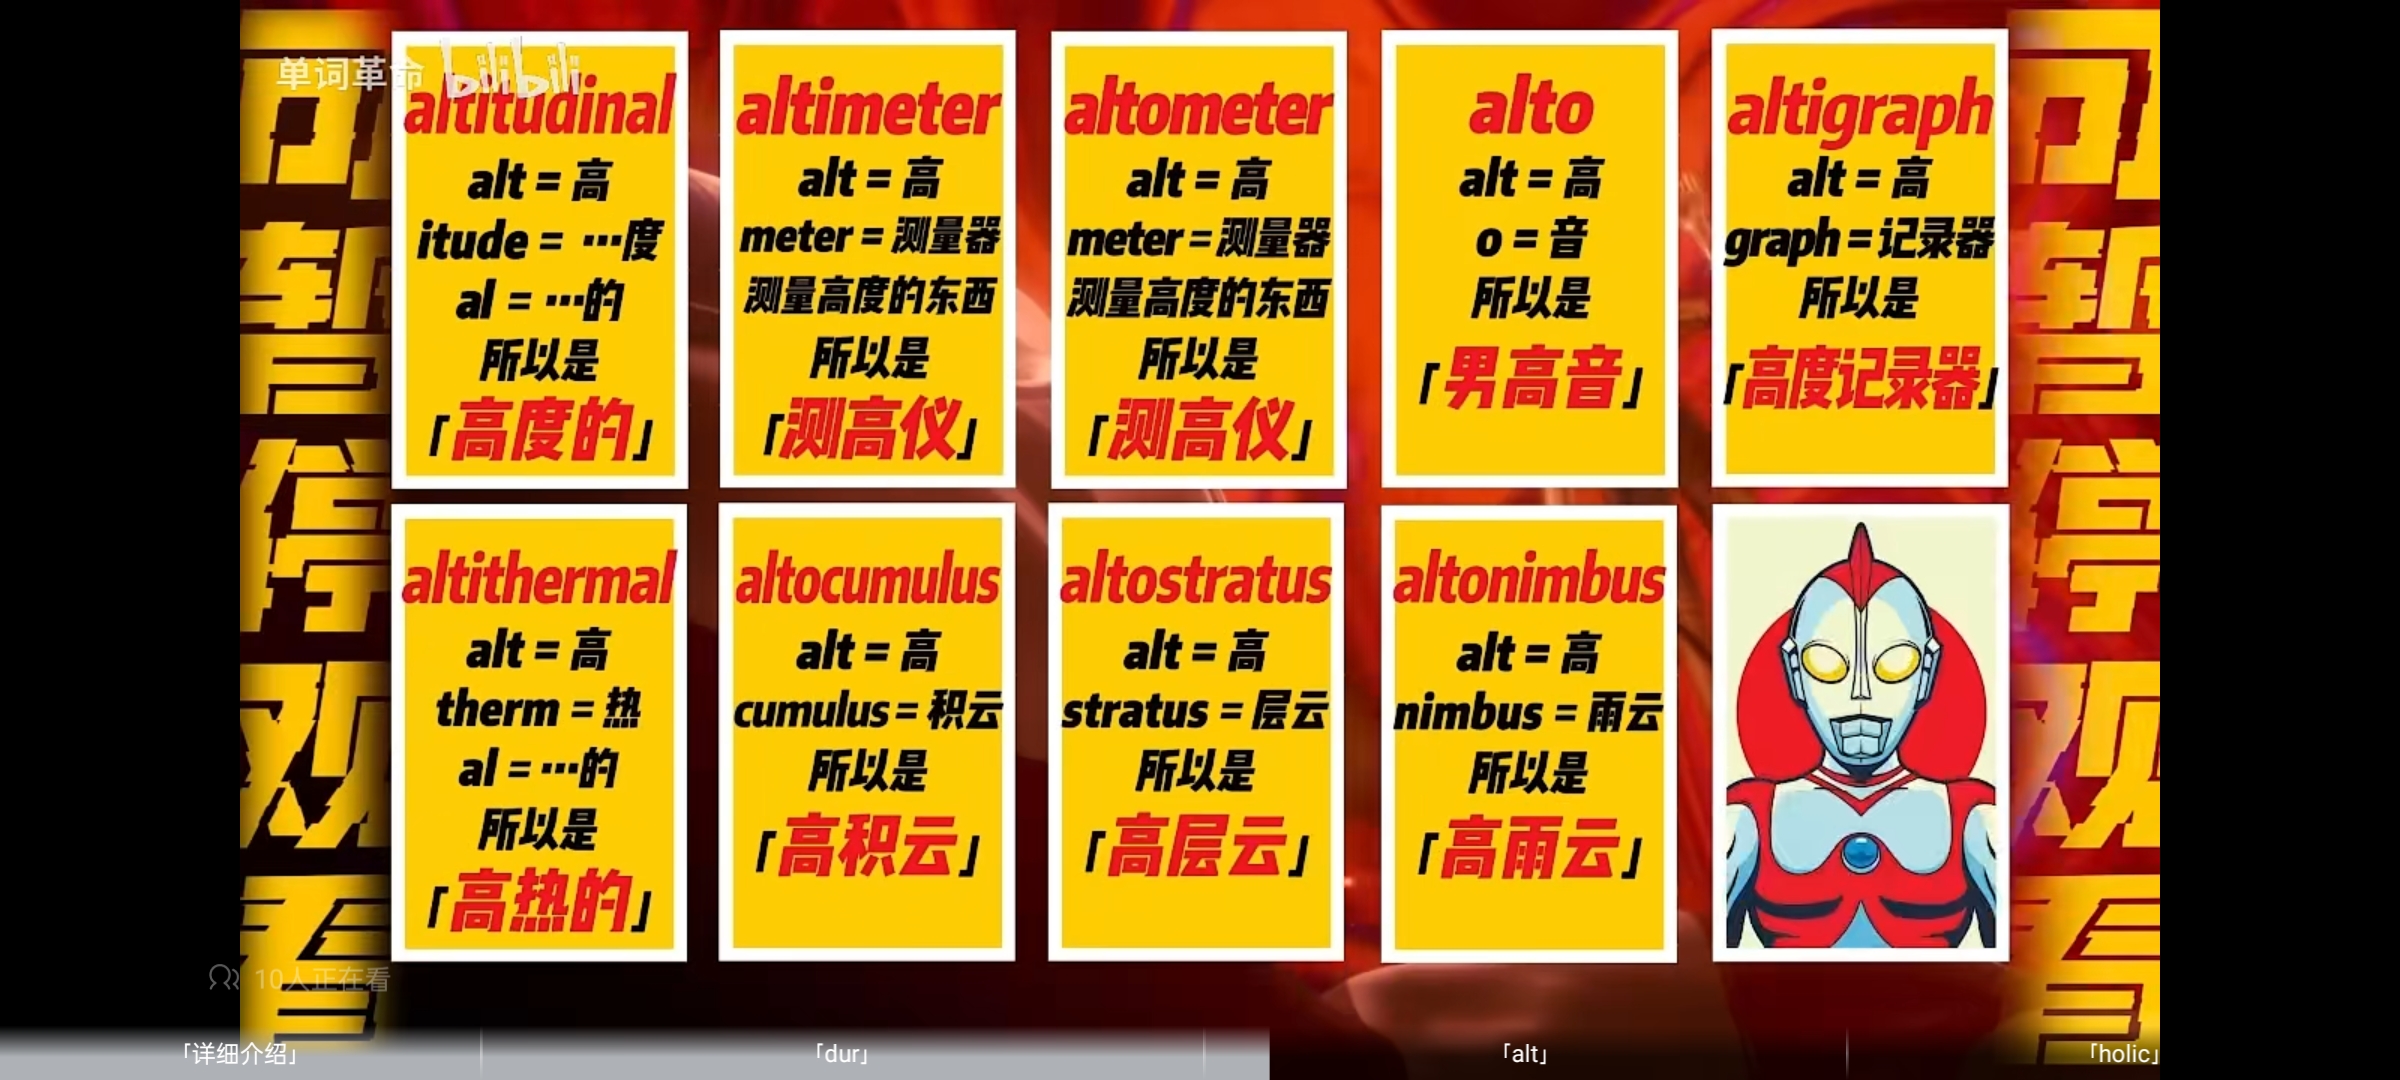 单词革命 bilibili
altitudinal
alt = 高
itude = …度
al = …的
所以是
「高度的」
altimeter
alt = 高
meter = 测量器
测量高度的东西
所以是
「测高仪」
altometer
alt = 高
meter = 测量器
测量高度的东西
所以是
「测高仪」
alto
alt = 高
o = 音
所以是
「男高音」
altigraph
alt = 高
graph = 记录器
所以是
「高度记录器」
altithermal
alt = 高
therm = 热
al = …的
所以是
「高热的」
altocumulus
alt = 高
cumulus = 积云
所以是
「高积云」
altostratus
alt = 高
stratus = 层云
所以是
「高层云」
altonimbus
alt = 高
nimbus = 雨云
所以是
「高雨云」
10人正在看
「详细介绍」
「dur」
「alt」
「holic」